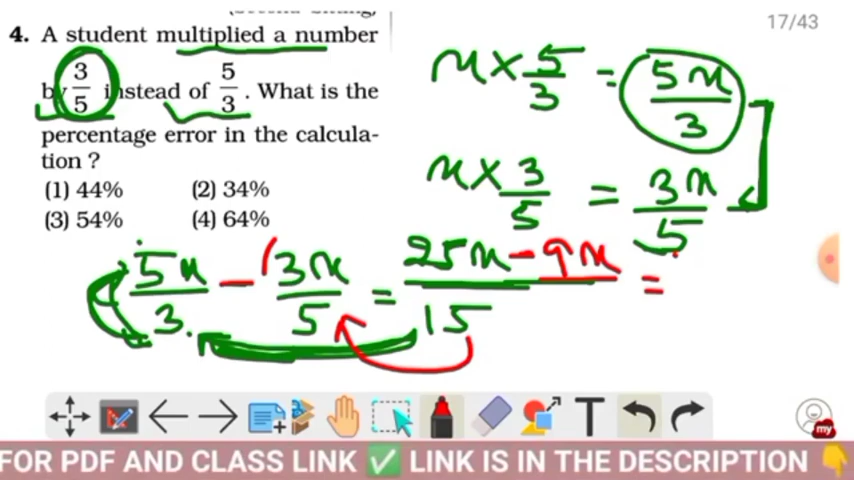 17/43
4. A student multiplied a number
by 3/5 instead of 5/3. What is the
percentage error in the calcula-
tion ?
(1) 44% (2) 34%
(3) 54% (4) 64%
x × 5/3 = 5x/3
x × 3/5 = 3x/5
5x/3 - 3x/5 = 25x - 9x/15 =
T
my
FOR PDF AND CLASS LINK ✅ LINK IS IN THE DESCRIPTION 👇